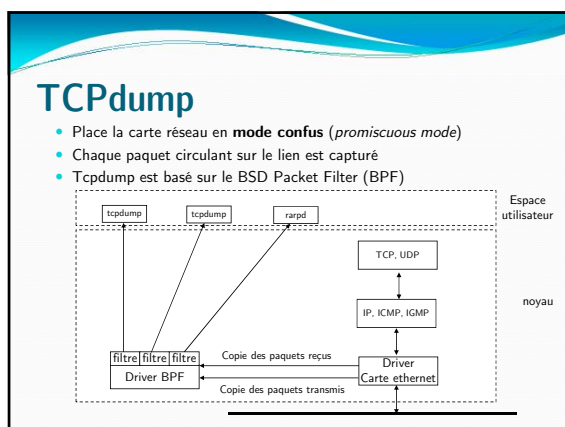 TCPdump
Place la carte réseau en mode confus (promiscuous mode)
Chaque paquet circulant sur le lien est capturé
Tcpdump est basé sur le BSD Packet Filter (BPF)
tcpdump
tcpdump
rarpd
Espace
utilisateur
TCP, UDP
noyau
IP, ICMP, IGMP
filtre filtre filtre
Driver BPF
Copie des paquets reçus
Copie des paquets transmis
Driver
Carte ethernet